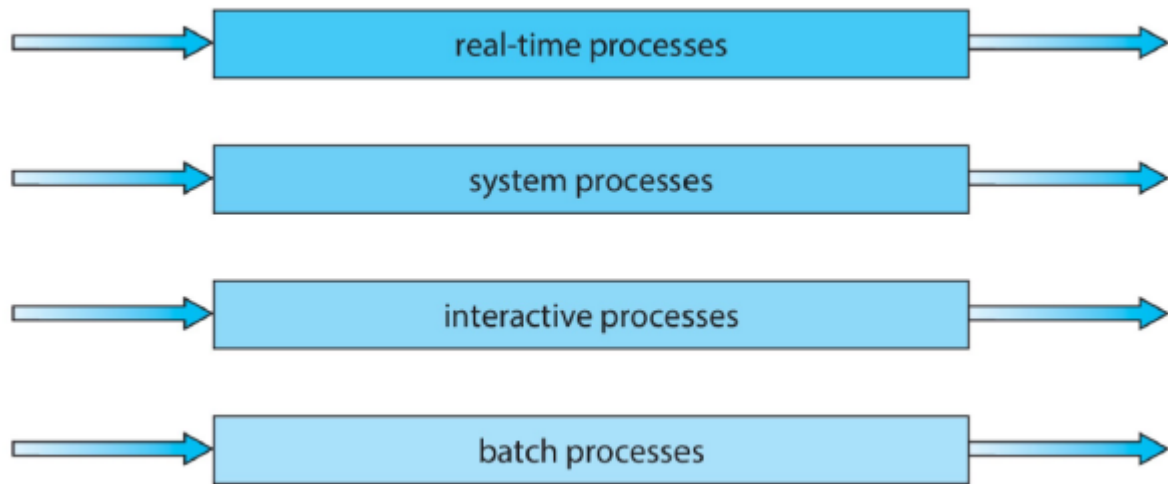 real-time processes
system processes
interactive processes
batch processes